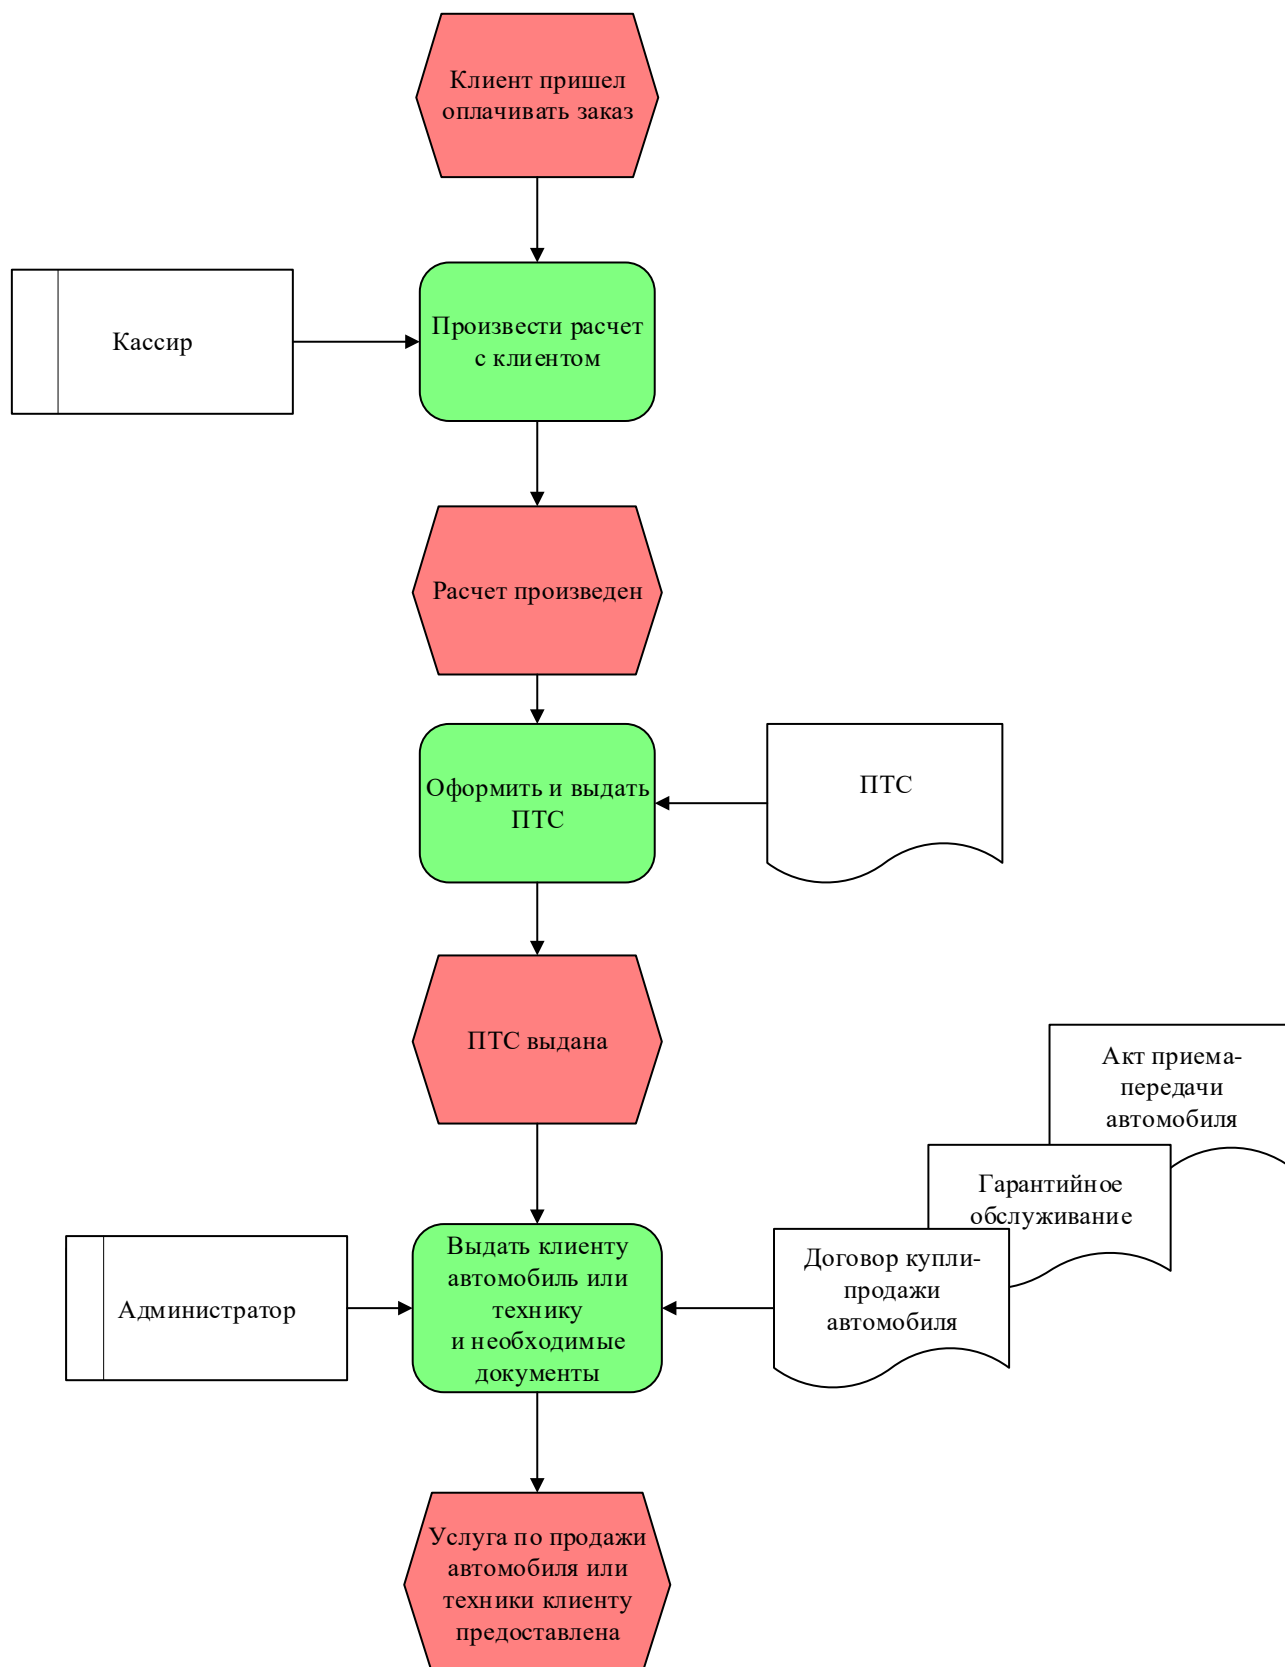 Клиент пришел
оплачивать заказ
Кассир
Произвести расчет
с клиентом
Расчет произведен
Оформить и выдать
ПТС
ПТС
ПТС выдана
Акт приема-
передачи
автомобиля
Гарантийное
обслуживание
Договор купли-
продажи
автомобиля
Администратор
Выдать клиенту
автомобиль или
технику
и необходимые
документы
Услуга по продажи
автомобиля или
техники клиенту
предоставлена